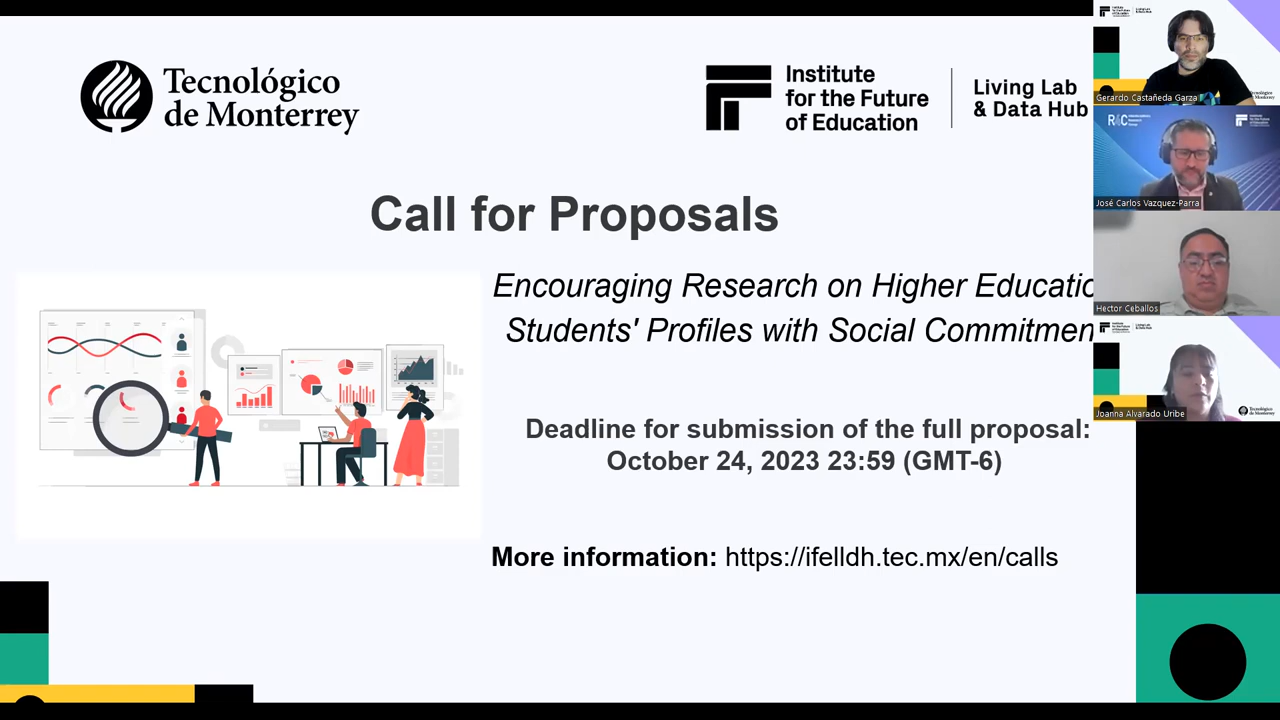 Tecnológico
de Monterrey
Institute
for the Future
of Education
Living Lab
& Data Hub
Call for Proposals
Encouraging Research on Higher Educatio
Students' Profiles with Social Commitmen
Deadline for submission of the full proposal:
October 24, 2023 23:59 (GMT-6)
More information: https://ifelldh.tec.mx/en/calls
Gerardo Castañeda Garza
José Carlos Vazquez-Parra
Hector Ceballos
Joanna Alvarado Uribe